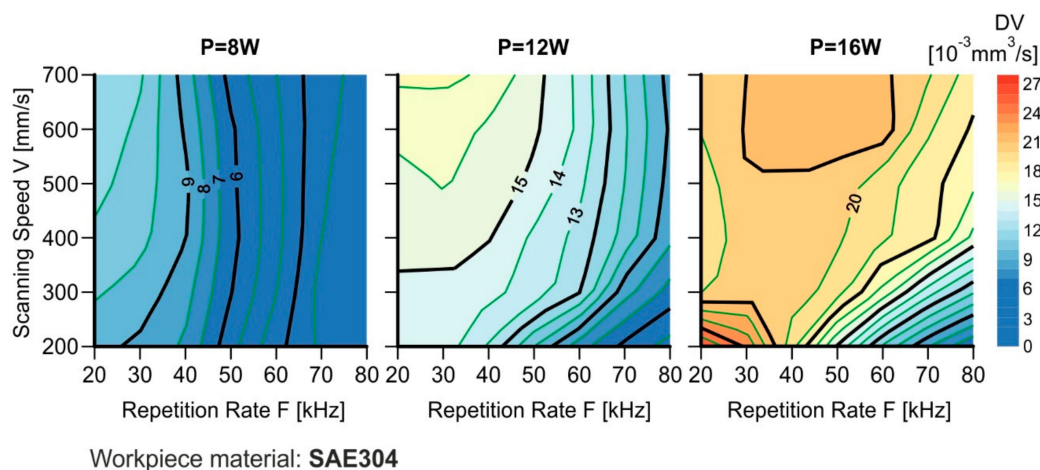 DV
P=8W P=12W P=16W [10⁻³mm³/s]
Scanning Speed V [mm/s]
700
600
500
400
300
200
9 8 7 6
15 14 13
20
27
24
21
18
15
12
9
6
3
0
20 30 40 50 60 70 80 20 30 40 50 60 70 80 20 30 40 50 60 70 80
Repetition Rate F [kHz] Repetition Rate F [kHz] Repetition Rate F [kHz]
Workpiece material: SAE304